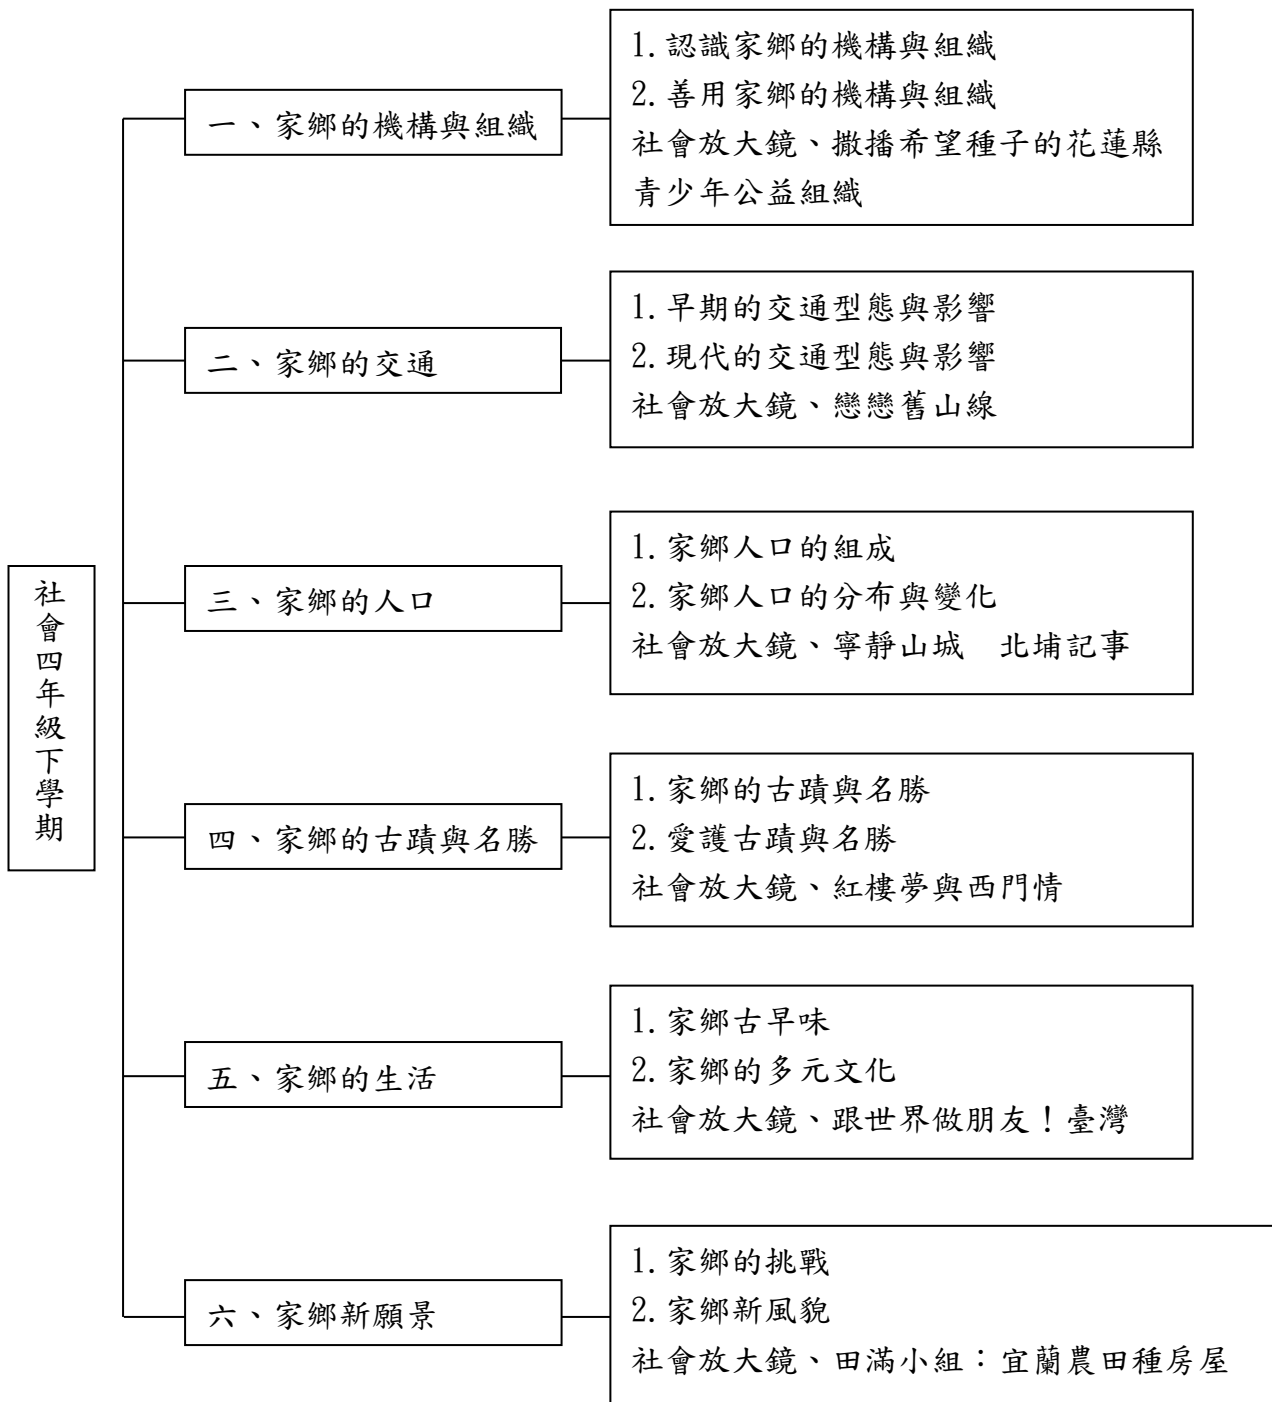 社會四年級下學期
一、家鄉的機構與組織
1.認識家鄉的機構與組織
2.善用家鄉的機構與組織
社會放大鏡、撒播希望種子的花蓮縣
青少年公益組織
二、家鄉的交通
1.早期的交通型態與影響
2.現代的交通型態與影響
社會放大鏡、戀戀舊山線
三、家鄉的人口
1.家鄉人口的組成
2.家鄉人口的分布與變化
社會放大鏡、寧靜山城　北埔記事
四、家鄉的古蹟與名勝
1.家鄉的古蹟與名勝
2.愛護古蹟與名勝
社會放大鏡、紅樓夢與西門情
五、家鄉的生活
1.家鄉古早味
2.家鄉的多元文化
社會放大鏡、跟世界做朋友！臺灣
六、家鄉新願景
1.家鄉的挑戰
2.家鄉新風貌
社會放大鏡、田滿小組：宜蘭農田種房屋